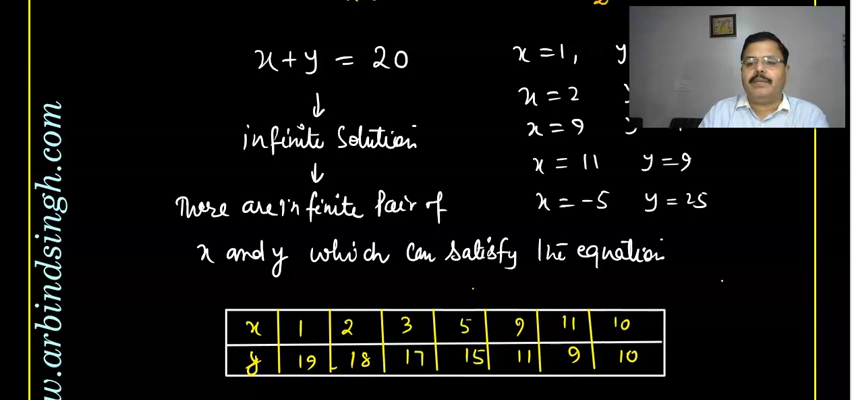 x+y = 20
↓
infinite Solution
↓
There are infinite Pair of
x and y which can satisfy the equation
x = 1, y
x = 2
x = 9
x = 11 y = 9
x = -5 y = 25
x 1 2 3 5 9 11 10
y 19 18 17 15 11 9 10
w.arbindsingh.com